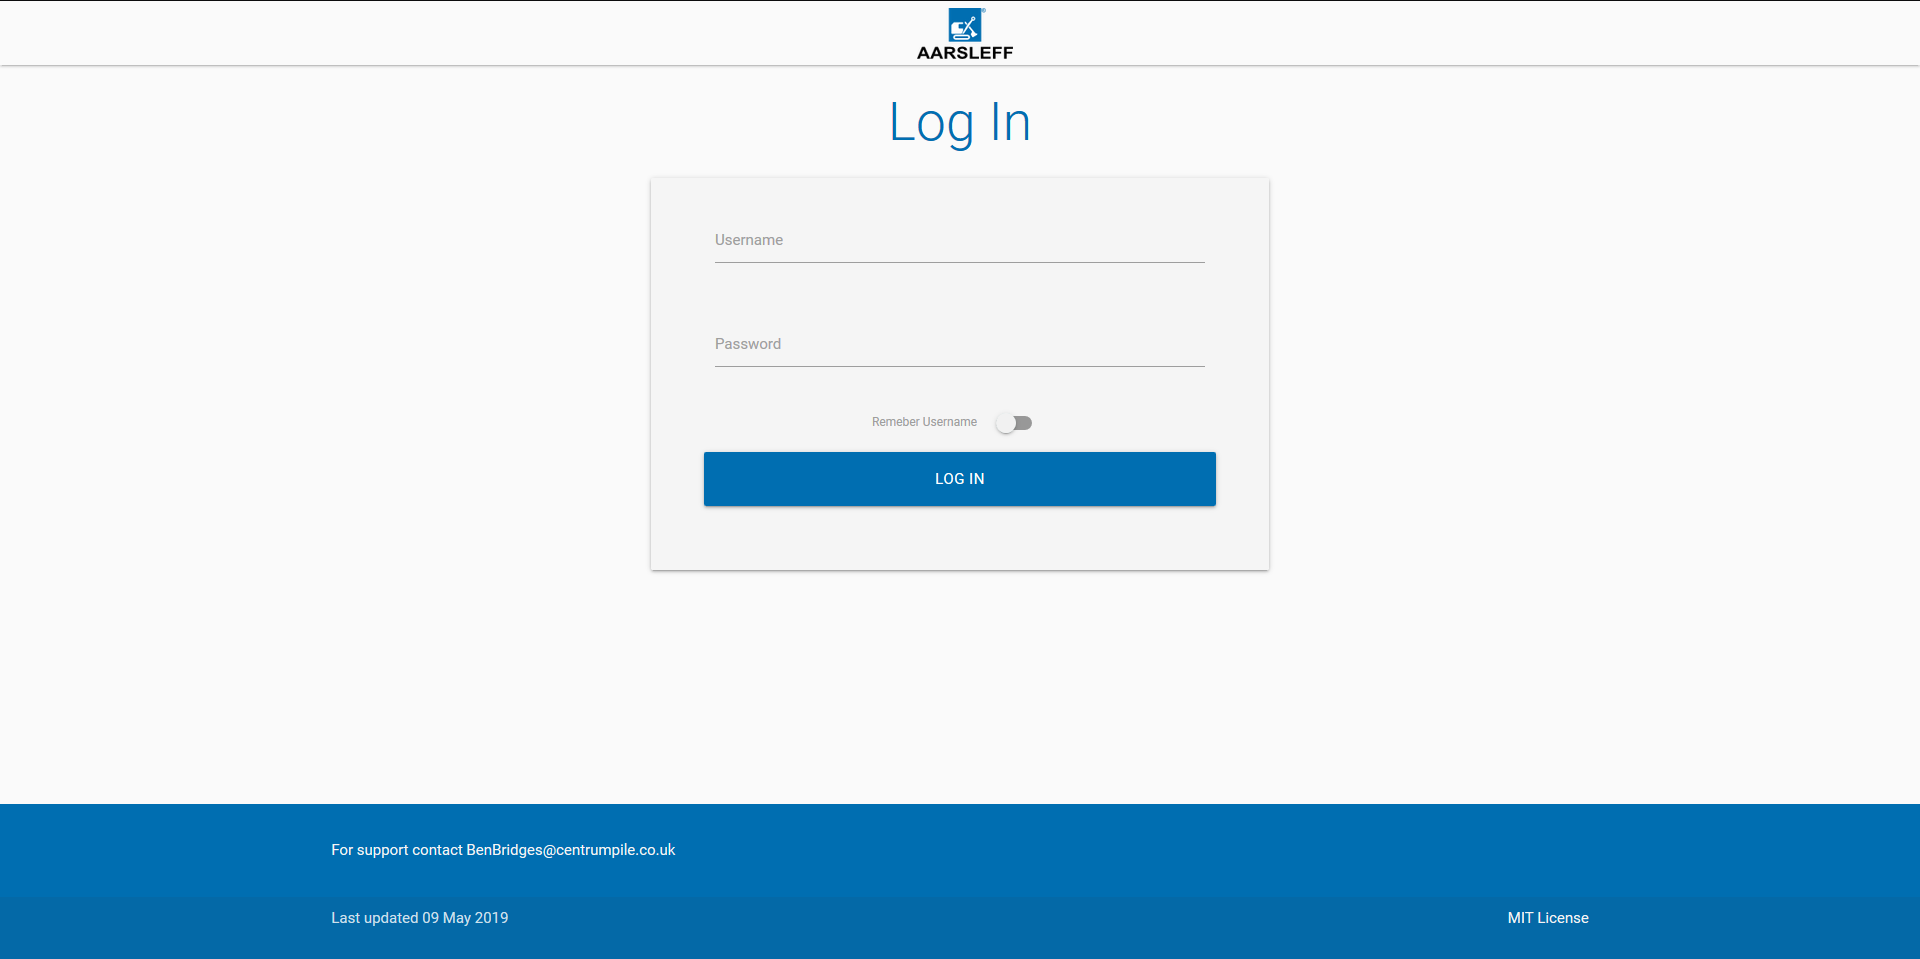 AARSLEFF
Log In
Username
Password
Remeber Username
LOG IN
For support contact BenBridges@centrumpile.co.uk
Last updated 09 May 2019
MIT License